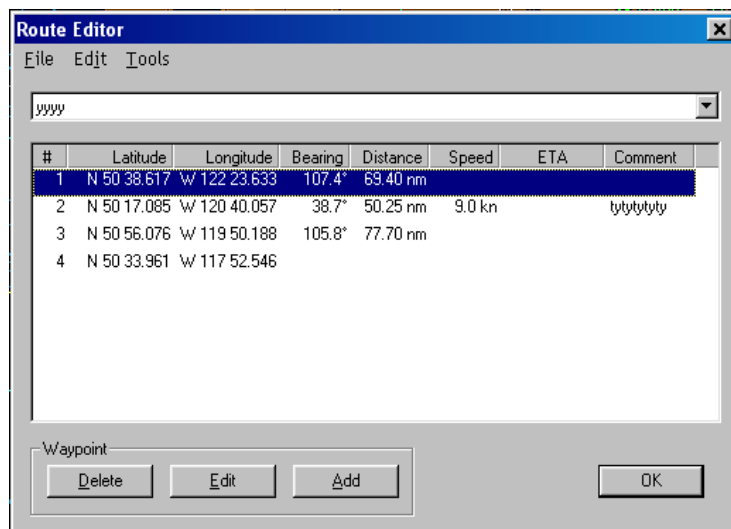 Route Editor
File Edit Tools
yyyy
# Latitude Longitude Bearing Distance Speed ETA Comment
1 N 50 38.617 W 122 23.633 107.4° 69.40 nm
2 N 50 17.085 W 120 40.057 38.7° 50.25 nm 9.0 kn tytytytyty
3 N 50 56.076 W 119 50.188 105.8° 77.70 nm
4 N 50 33.961 W 117 52.546
Waypoint
Delete Edit Add OK